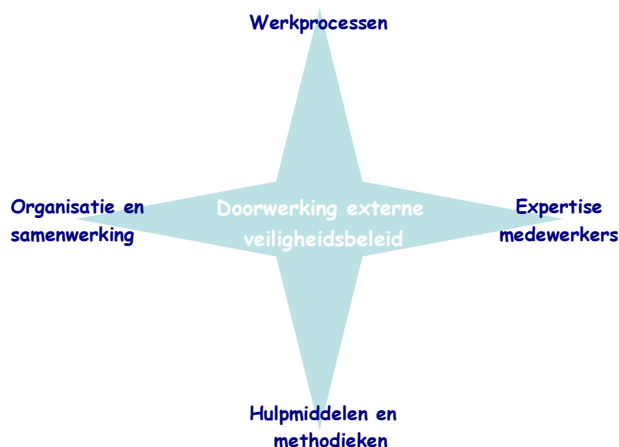 Werkprocessen
Organisatie en
samenwerking
Doorwerking externe
veiligheidsbeleid
Expertise
medewerkers
Hulpmiddelen en
methodieken